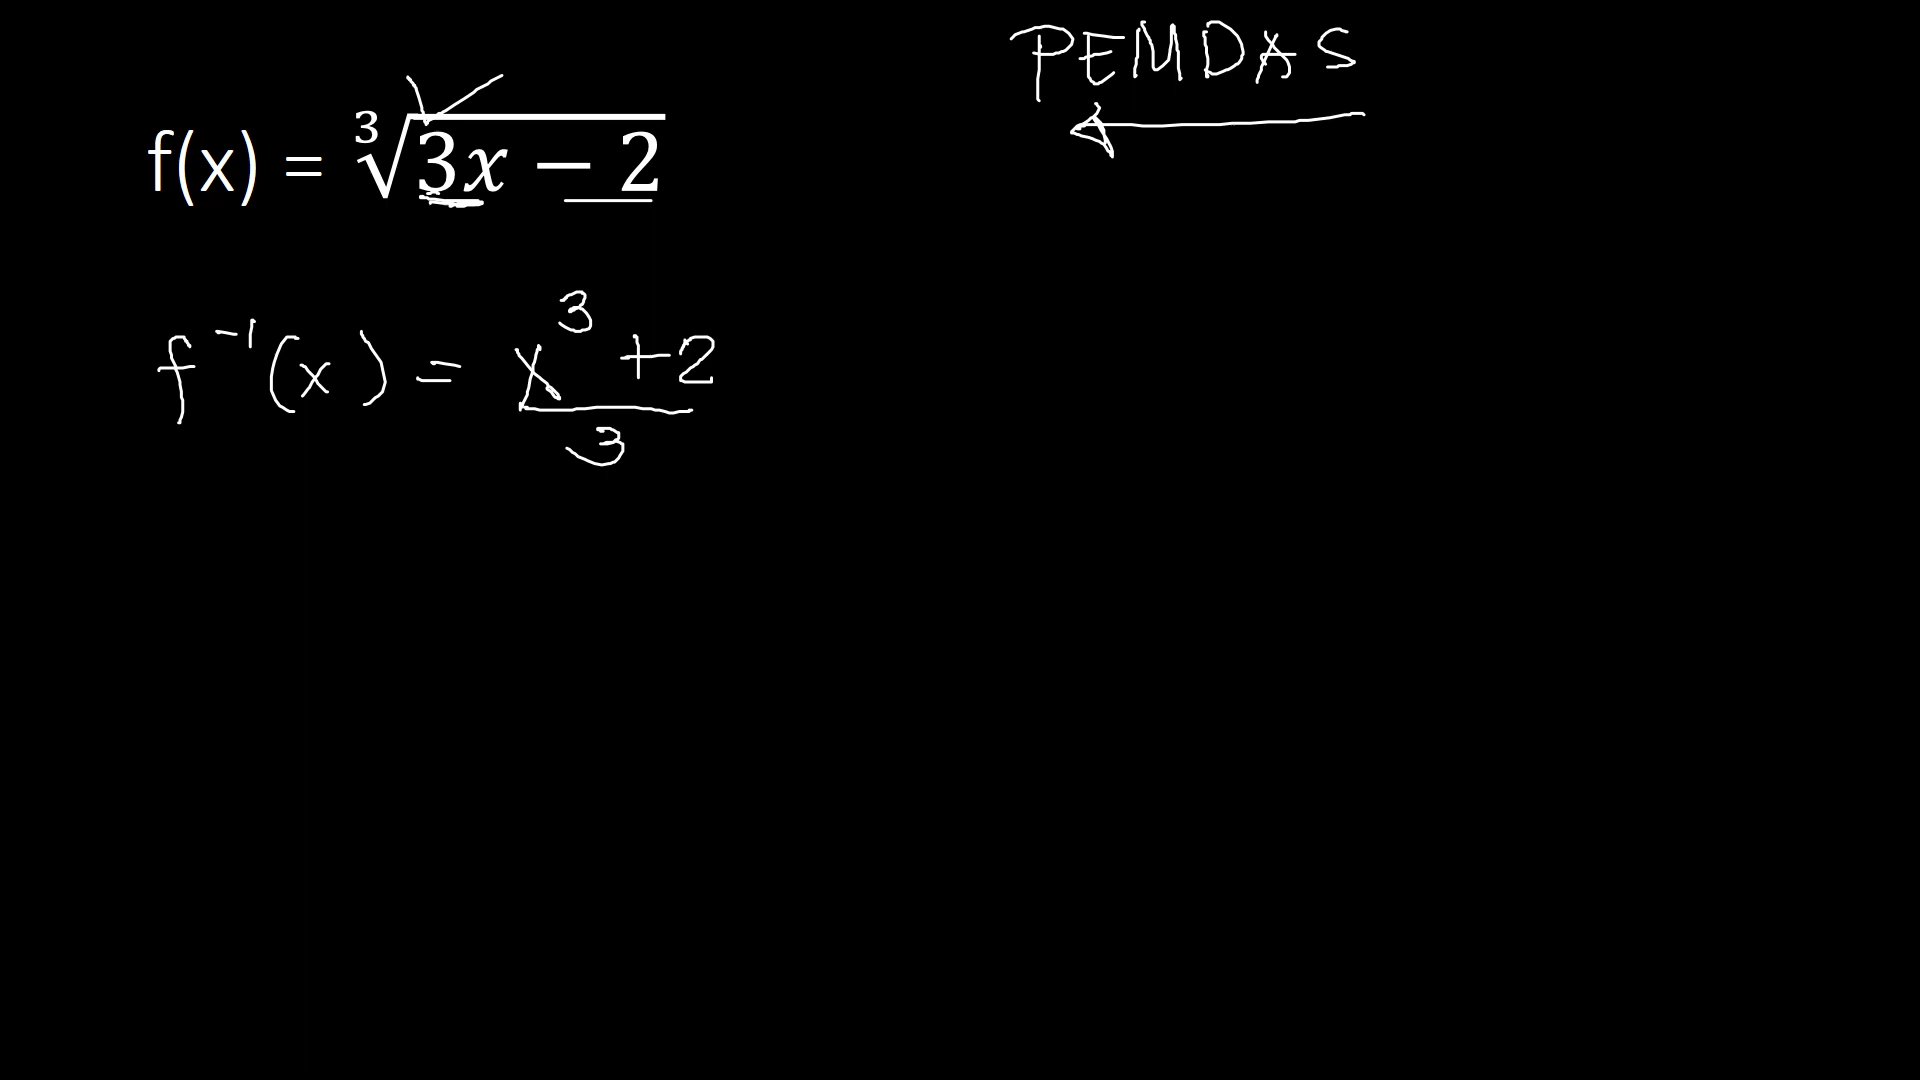 PEMDAS
f(x) = ∛(3x − 2)
f⁻¹(x) = (x³ + 2)/3